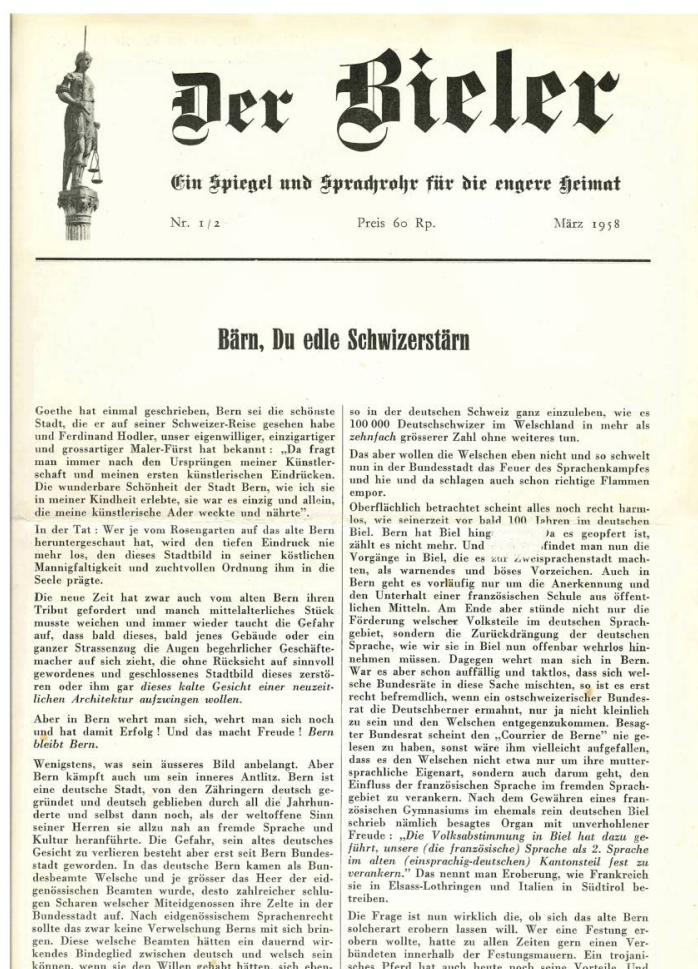 Der Bieler
Ein Spiegel und Sprachrohr für die engere Heimat
Nr. 1/2 Preis 60 Rp. März 1958
Bärn, Du edle Schwizerstärn
Goethe hat einmal geschrieben, Bern sei die schönste
Stadt, die er auf seiner Schweizer-Reise gesehen habe
und Ferdinand Hodler, unser eigenwilliger, einzigartiger
und grossartiger Maler-Fürst hat bekannt : „Da fragt
man immer nach den Ursprüngen meiner Künstler-
schaft und meinen ersten künstlerischen Eindrücken.
Die wunderbare Schönheit der Stadt Bern, wie ich sie
in meiner Kindheit erlebte, sie war es einzig und allein,
die meine künstlerische Ader weckte und nährte”.
In der Tat : Wer je vom Rosengarten auf das alte Bern
heruntergeschaut hat, wird den tiefen Eindruck nie
mehr los, den dieses Stadtbild in seiner köstlichen
Mannigfaltigkeit und zuchtvollen Ordnung ihm in die
Seele prägte.
Die neue Zeit hat zwar auch vom alten Bern ihren
Tribut gefordert und manch mittelalterliches Stück
musste weichen und immer wieder taucht die Gefahr
auf, dass bald dieses, bald jenes Gebäude oder ein
ganzer Strassenzug die Augen begehrlicher Geschäfte-
macher auf sich zieht, die ohne Rücksicht auf sinnvoll
gewordenes und geschlossenes Stadtbild dieses zerstö-
ren oder ihm gar dieses kalte Gesicht einer neuzeit-
lichen Architektur aufzwingen wollen.
Aber in Bern wehrt man sich, wehrt man sich noch
und hat damit Erfolg ! Und das macht Freude ! Bern
bleibt Bern.
Wenigstens, was sein äusseres Bild anbelangt. Aber
Bern kämpft auch um sein inneres Antlitz. Bern ist
eine deutsche Stadt, von den Zähringern deutsch ge-
gründet und deutsch geblieben durch all die Jahrhun-
derte und selbst dann noch, als der weltoffene Sinn
seiner Herren sie allzu nah an fremde Sprache und
Kultur heranführte. Die Gefahr, sein altes deutsches
Gesicht zu verlieren besteht aber erst seit Bern Bundes-
stadt geworden. In das deutsche Bern kamen als Bun-
desbeamte Welsche und je grösser das Heer der eid-
genössischen Beamten wurde, desto zahlreicher schlu-
gen Scharen welscher Miteidgenossen ihre Zelte in der
Bundesstadt auf. Nach eidgenössischem Sprachenrecht
sollte das zwar keine Verwelschung Berns mit sich brin-
gen. Diese welsche Beamten hätten ein dauernd wir-
kendes Bindeglied zwischen deutsch und welsch sein
können, wenn sie den Willen gehabt hätten, sich eben-
so in der deutschen Schweiz ganz einzuleben, wie es
100 000 Deutschschwizer im Welschland in mehr als
zehnfach grösserer Zahl ohne weiteres tun.
Das aber wollen die Welschen eben nicht und so schwelt
nun in der Bundesstadt das Feuer des Sprachenkampfes
und hie und da schlagen auch schon richtige Flammen
empor.
Oberflächlich betrachtet scheint alles noch recht harm-
los, wie seinerzeit vor bald 100 Jahren im deutschen
Biel. Bern hat Biel hing Da es geopfert ist,
zählt es nicht mehr. Und findet man nun die
Vorgänge in Biel, die es zur Zweisprachenstadt mach-
ten, als warnendes und böses Vorzeichen. Auch in
Bern geht es vorläufig nur um die Anerkennung und
den Unterhalt einer französischen Schule aus öffent-
lichen Mitteln. Am Ende aber stünde nicht nur die
Förderung welscher Volksteile im deutschen Sprach-
gebiet, sondern die Zurückdrängung der deutschen
Sprache, wie wir sie in Biel nun offenbar wehrlos hin-
nehmen müssen. Dagegen wehrt man sich in Bern.
War es aber schon auffällig und taktlos, dass sich wel-
sche Bundesräte in diese Sache mischten, so ist es erst
recht befremdlich, wenn ein ostschweizerischer Bundes-
rat die Deutschberner ermahnt, nur ja nicht kleinlich
zu sein und den Welschen entgegenzukommen. Besag-
ter Bundesrat scheint den „Courrier de Berne” nie ge-
lesen zu haben, sonst wäre ihm vielleicht aufgefallen,
dass es den Welschen nicht etwa nur um ihre mutter-
sprachliche Eigenart, sondern auch darum geht, den
Einfluss der französischen Sprache im fremden Sprach-
gebiet zu verankern. Nach dem Gewähren eines fran-
zösischen Gymnasiums im ehemals rein deutschen Biel
schrieb nämlich besagtes Organ mit unverhohlener
Freude : „Die Volksabstimmung in Biel hat dazu ge-
führt, unsere (die französische) Sprache als 2. Sprache
im alten (einsprachig-deutschen) Kantonsteil fest zu
verankern.” Das nennt man Eroberung, wie Frankreich
sie in Elsass-Lothringen und Italien in Südtirol be-
treiben.
Die Frage ist nun wirklich die, ob sich das alte Bern
solcherart erobern lassen will. Wer eine Festung er-
obern wollte, hatte zu allen Zeiten gern einen Ver-
bündeten innerhalb der Festungsmauern. Ein trojani-
sches Pferd hat auch heute noch seine Vorteile. Und